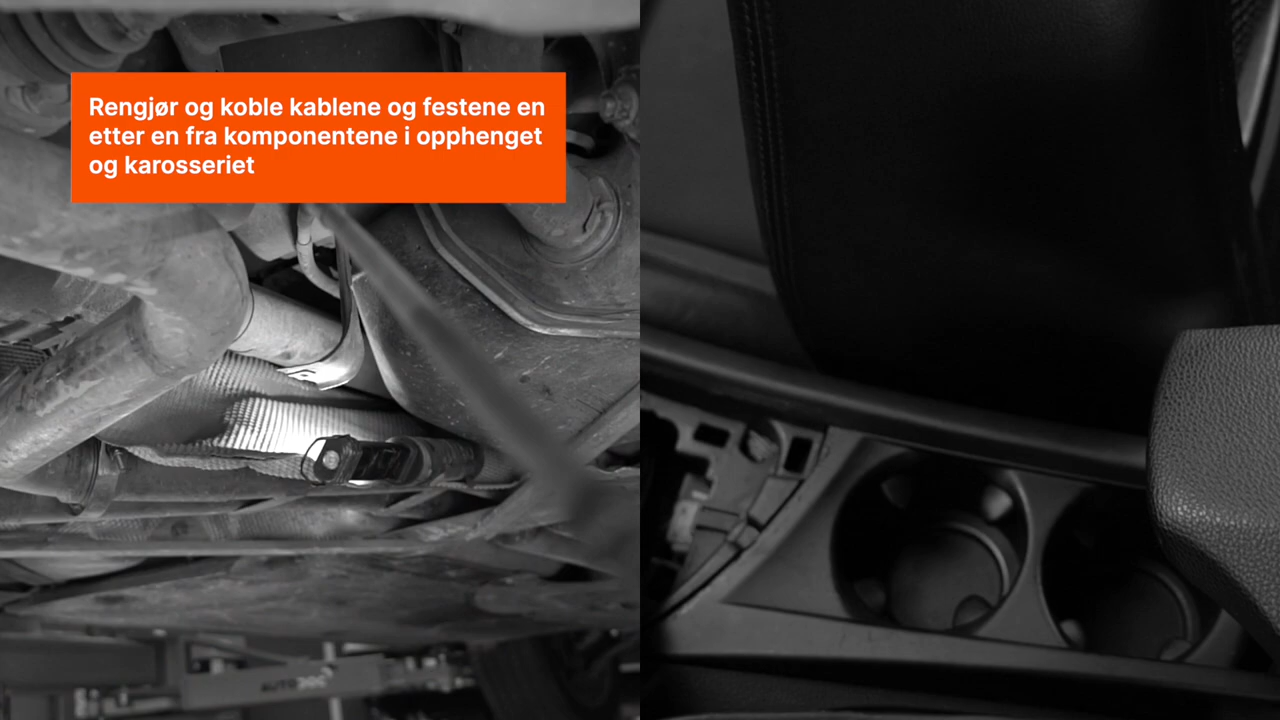 Rengjør og koble kablene og festene en
etter en fra komponentene i opphenget
og karosseriet